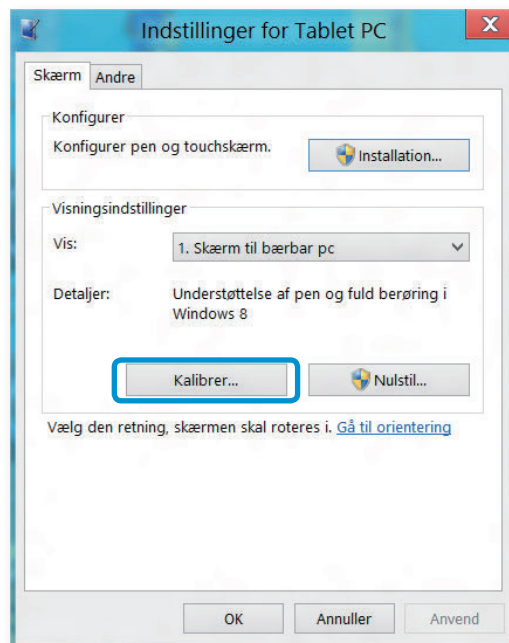 Indstillinger for Tablet PC
Skærm Andre
Konfigurer
Konfigurer pen og touchskærm.
Installation...
Visningsindstillinger
Vis:
1. Skærm til bærbar pc
Detaljer:
Understøttelse af pen og fuld berøring i
Windows 8
Kalibrer...
Nulstil...
Vælg den retning, skærmen skal roteres i. Gå til orientering
OK
Annuller
Anvend